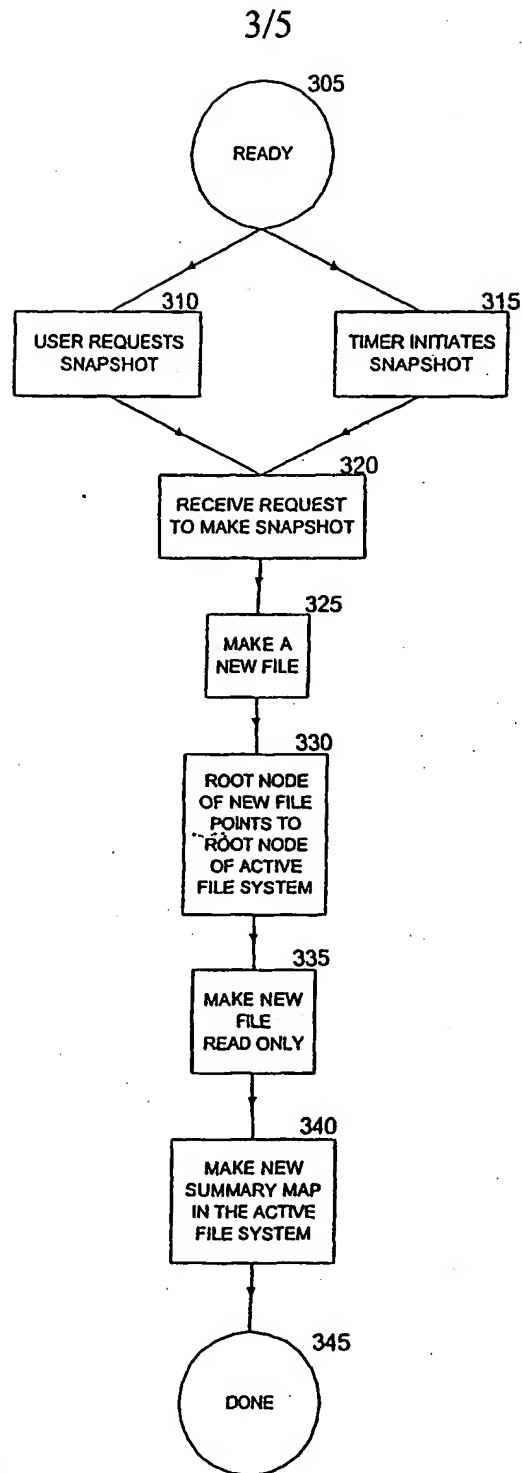 3/5
305
READY
310
USER REQUESTS
SNAPSHOT
315
TIMER INITIATES
SNAPSHOT
320
RECEIVE REQUEST
TO MAKE SNAPSHOT
325
MAKE A
NEW FILE
330
ROOT NODE
OF NEW FILE
POINTS TO
ROOT NODE
OF ACTIVE
FILE SYSTEM
335
MAKE NEW
FILE
READ ONLY
340
MAKE NEW
SUMMARY MAP
IN THE ACTIVE
FILE SYSTEM
345
DONE